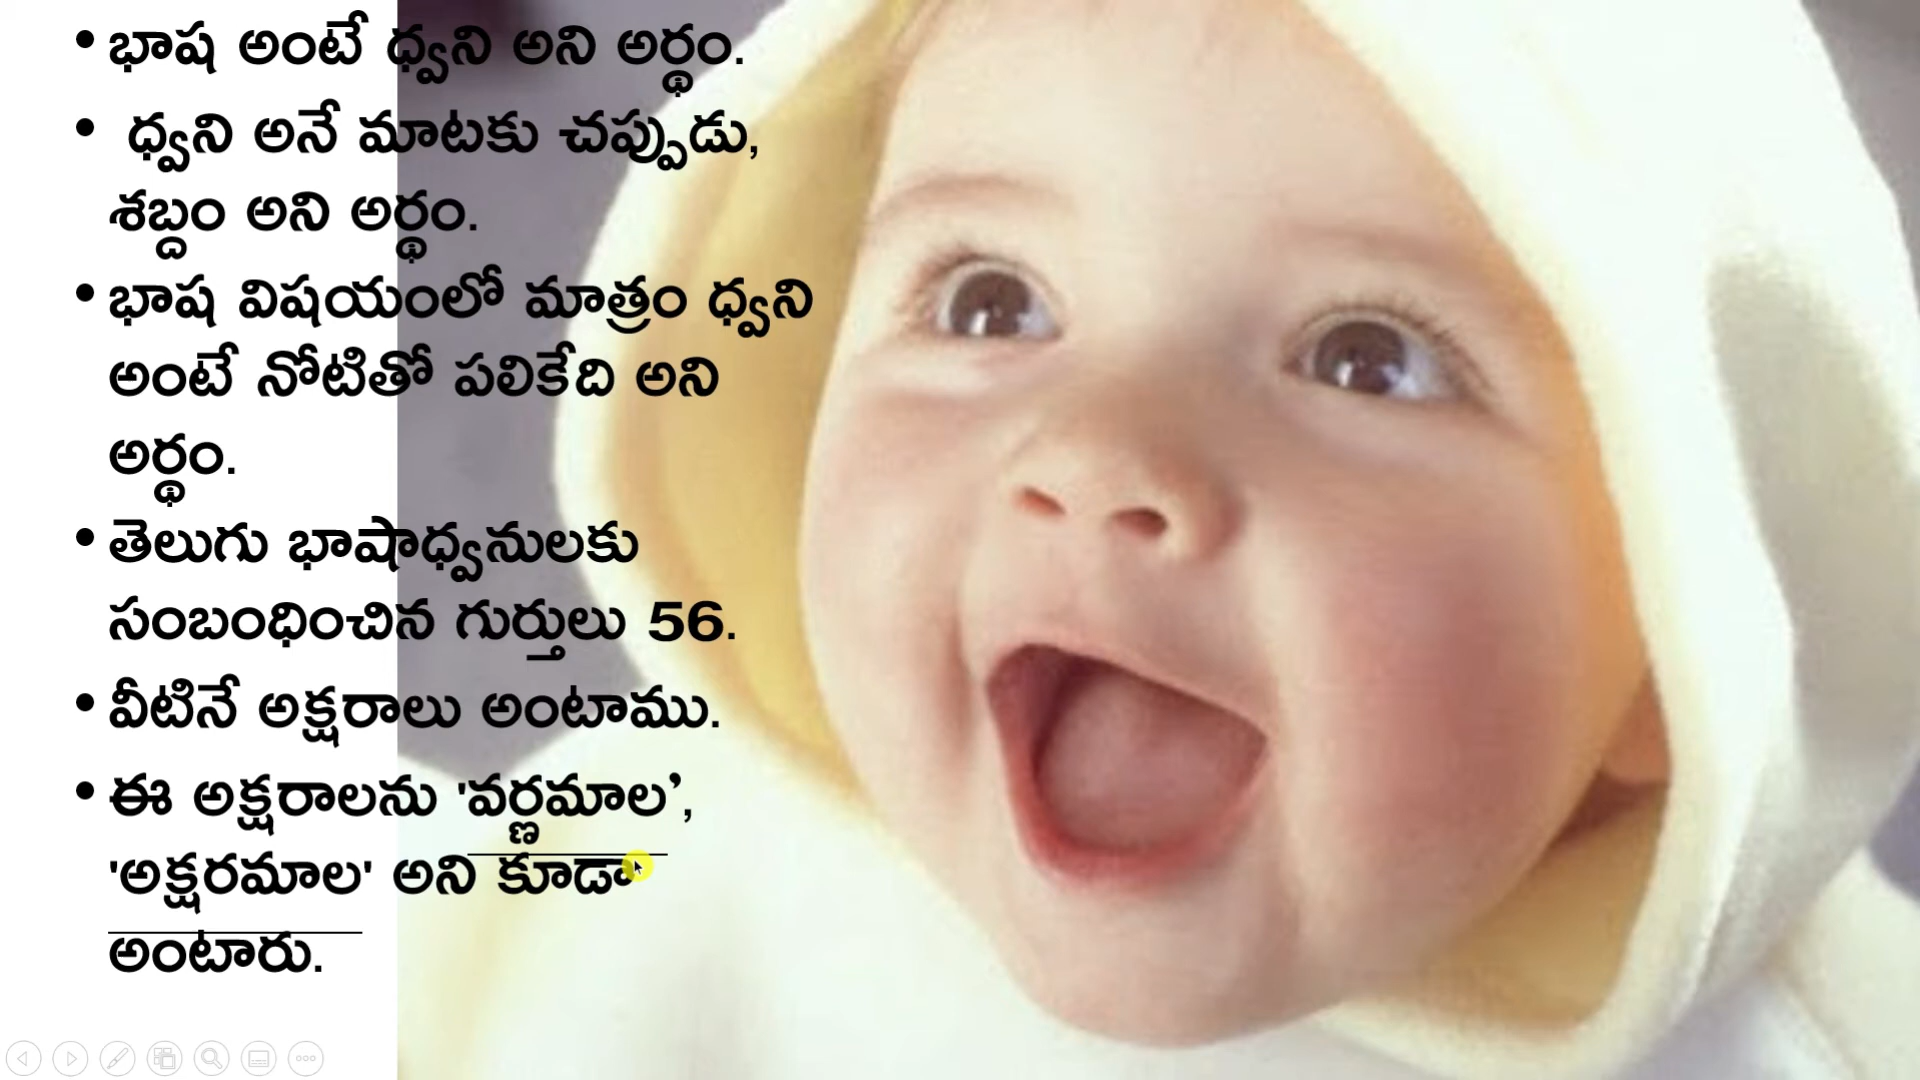 • భాష అంటే ధ్వని అని అర్థం.
• ధ్వని అనే మాటకు చప్పుడు,
శబ్దం అని అర్థం.
• భాష విషయంలో మాత్రం ధ్వని
అంటే నోటితో పలికేది అని
అర్థం.
• తెలుగు భాషాధ్వనులకు
సంబంధించిన గుర్తులు 56.
• వీటినే అక్షరాలు అంటాము.
• ఈ అక్షరాలను 'వర్ణమాల’,
'అక్షరమాల' అని కూడా
అంటారు.